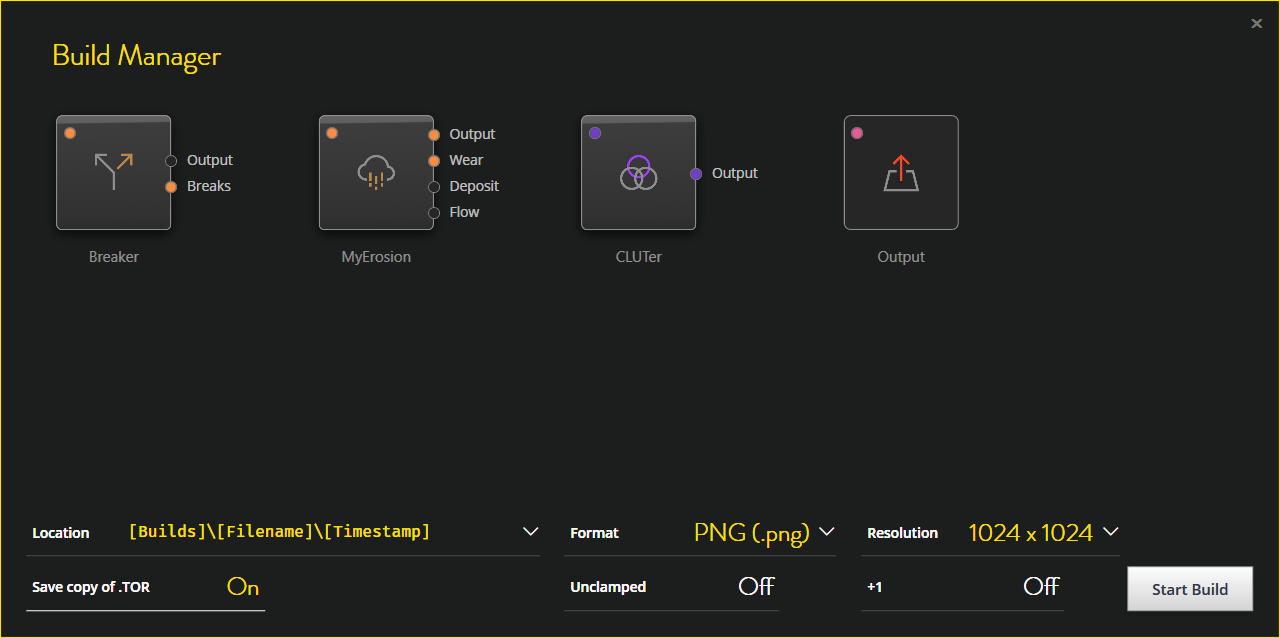 ×
Build Manager
Output
Breaks
Breaker
Output
Wear
Deposit
Flow
MyErosion
Output
CLUTer
Output
Location [Builds]\[Filename]\[Timestamp]
Format PNG (.png)
Resolution 1024 x 1024
Save copy of .TOR On
Unclamped Off
+1 Off
Start Build